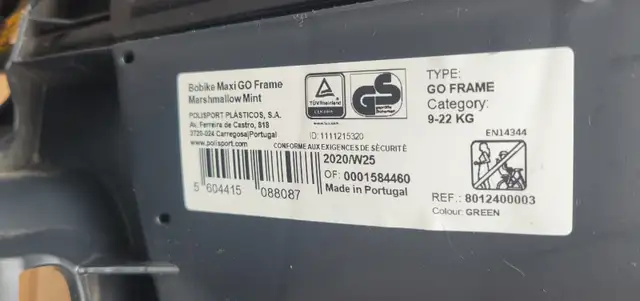 Bobike Maxi GO Frame
Marshmallow Mint
POLISPORT PLÁSTICOS, S.A.
Av. Ferreira de Castro, 818
3720-024 Carregosa|Portugal
www.polisport.com
TÜVRheinland
CERTIFIED
GS
ID: 1111215320
CONFORME AUX EXIGENCES DE SÉCURITÉ
2020/W25
OF: 0001584460
Made in Portugal
5 604415 088087
TYPE:
GO FRAME
Category:
9-22 KG
EN14344
REF.: 8012400003
Colour: GREEN